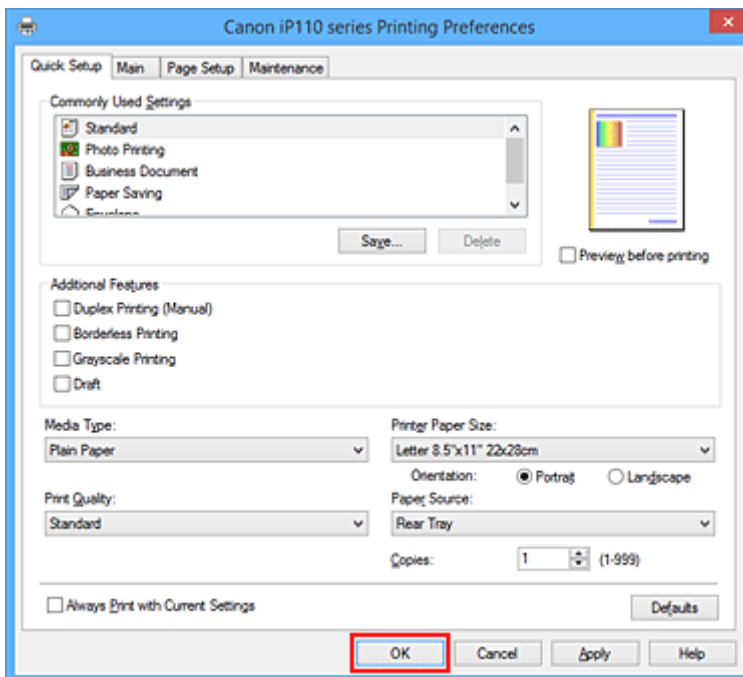 Canon iP110 series Printing Preferences
Quick Setup Main Page Setup Maintenance
Commonly Used Settings
Standard
Photo Printing
Business Document
Paper Saving
Envelope
Save... Delete
Preview before printing
Additional Features
Duplex Printing (Manual)
Borderless Printing
Grayscale Printing
Draft
Media Type: Printer Paper Size:
Plain Paper Letter 8.5"x11" 22x28cm
Orientation: Portrait Landscape
Print Quality: Paper Source:
Standard Rear Tray
Copies: 1 (1-999)
Always Print with Current Settings Defaults
OK Cancel Apply Help